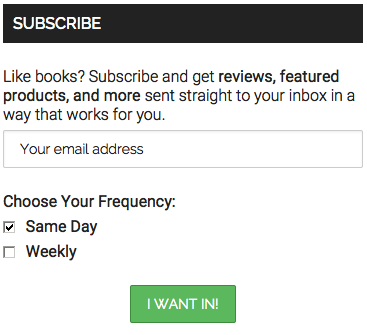 SUBSCRIBE
Like books? Subscribe and get reviews, featured
products, and more sent straight to your inbox in a
way that works for you.
Your email address
Choose Your Frequency:
Same Day
Weekly
I WANT IN!